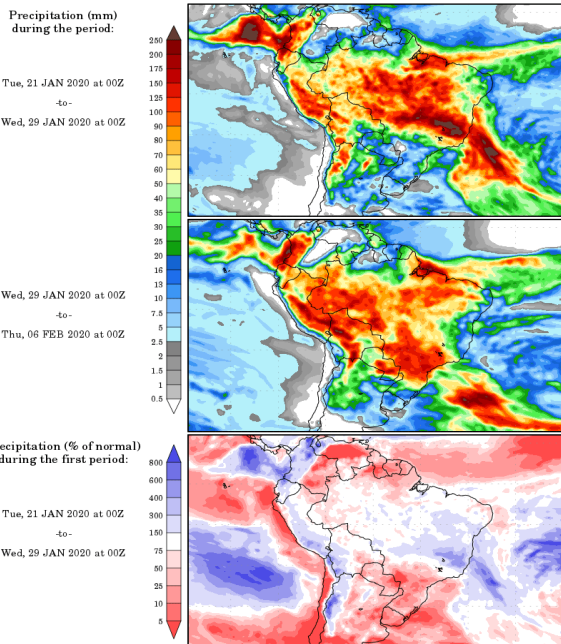 Precipitation (mm)
during the period:
Tue, 21 JAN 2020 at 00Z
-to-
Wed, 29 JAN 2020 at 00Z
250
200
175
150
125
100
90
80
70
60
50
40
35
30
25
20
16
13
10
7.5
5
2.5
2
1.5
1
0.5
Wed, 29 JAN 2020 at 00Z
-to-
Thu, 06 FEB 2020 at 00Z
ecipitation (% of normal)
during the first period:
Tue, 21 JAN 2020 at 00Z
-to-
Wed, 29 JAN 2020 at 00Z
800
600
400
300
150
75
50
25
10
5